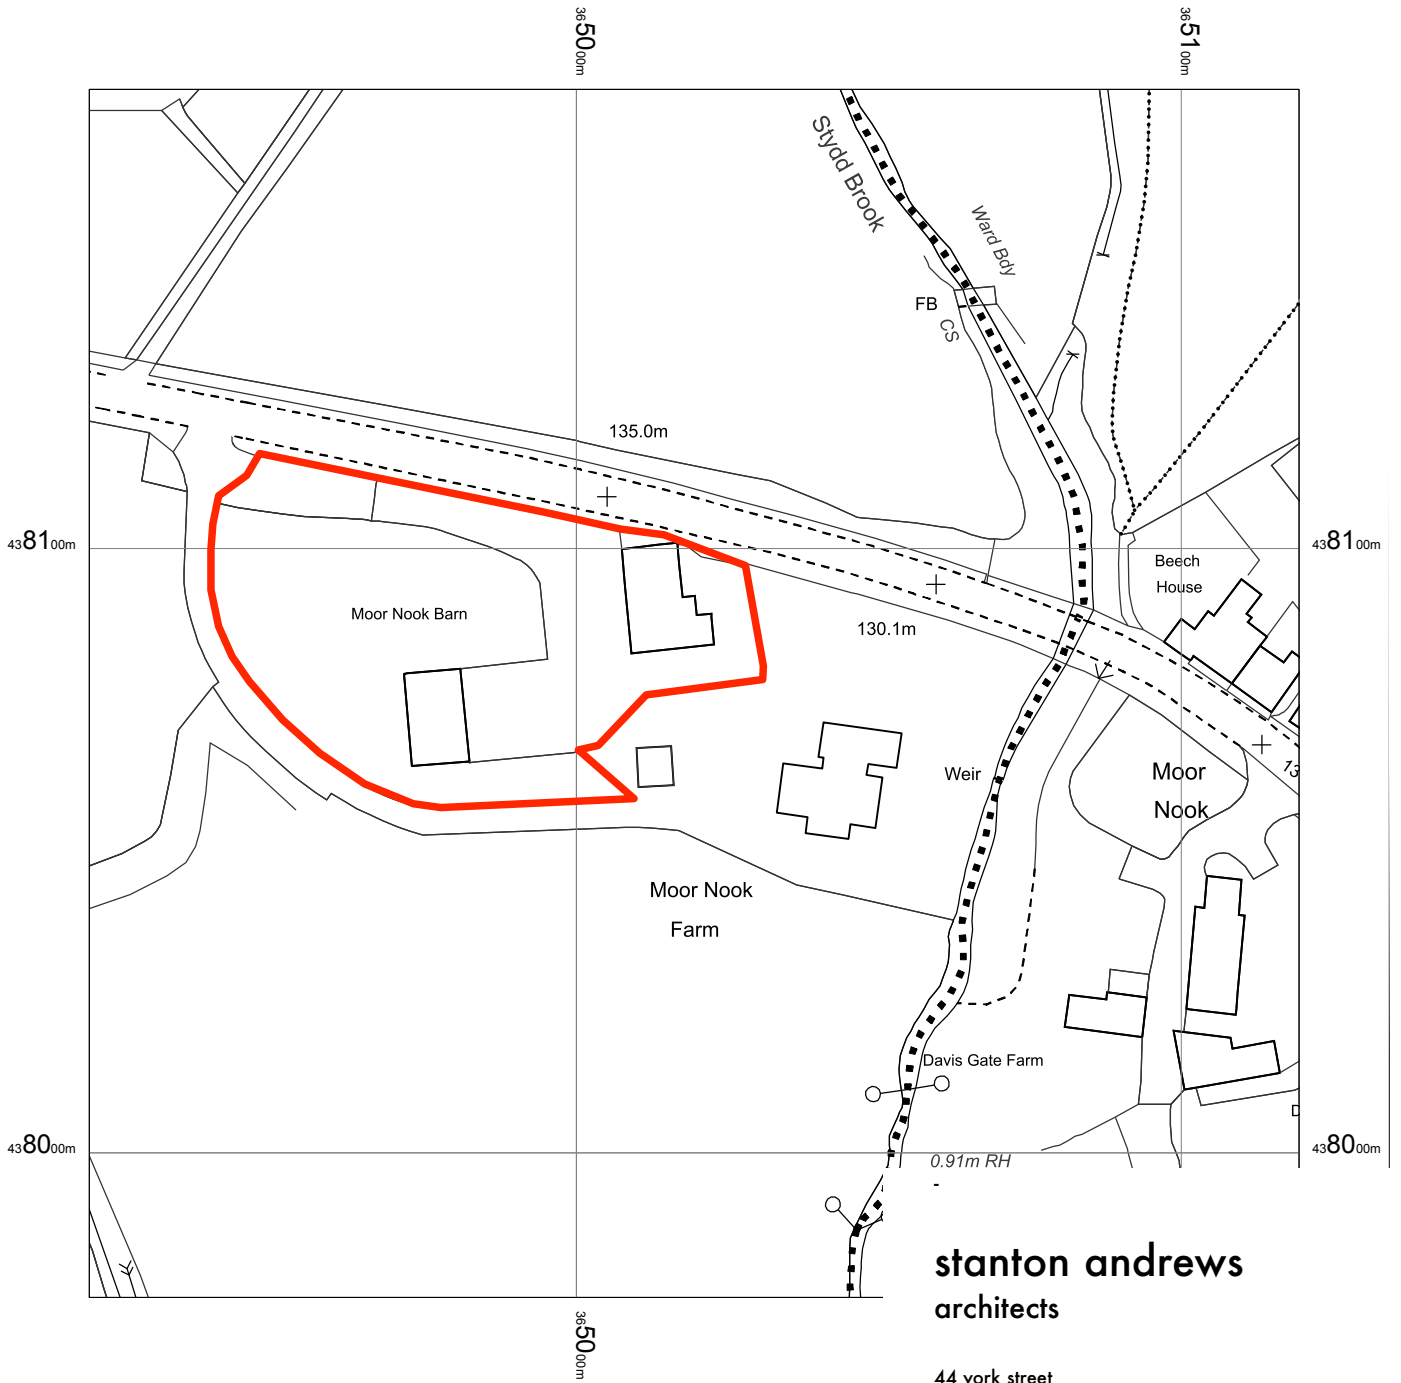 3650 00m
3651 00m
Stydd Brook
Ward Bdy
FB
CS
135.0m
4381 00m
4381 00m
Beech
House
Moor Nook Barn
130.1m
Weir
Moor
Nook
13
Moor Nook
Farm
Davis Gate Farm
D
4380 00m
4380 00m
0.91m RH
-
stanton andrews
architects
44 york street
3650 00m